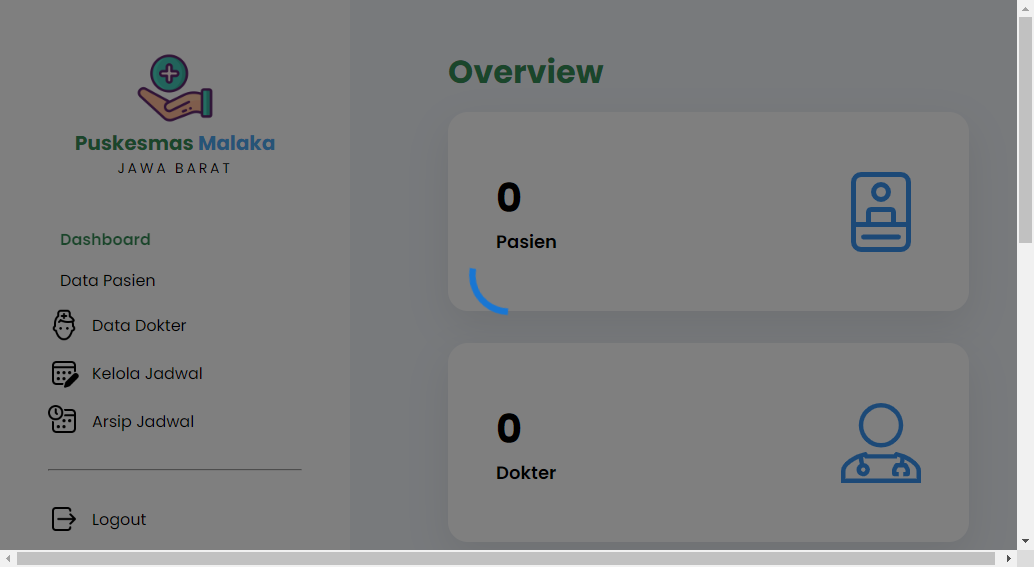 Puskesmas Malaka
JAWA BARAT
Dashboard
Data Pasien
Data Dokter
Kelola Jadwal
Arsip Jadwal
Logout
Overview
0
Pasien
0
Dokter